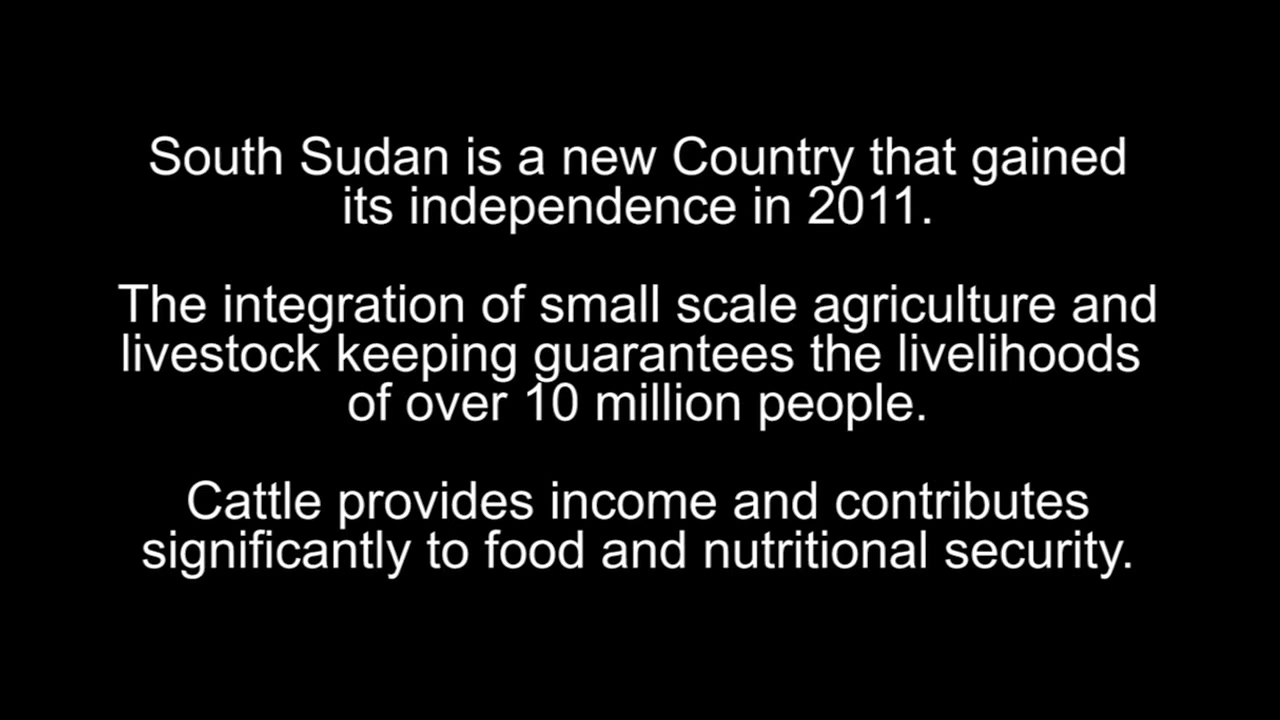 South Sudan is a new Country that gained
its independence in 2011.
The integration of small scale agriculture and
livestock keeping guarantees the livelihoods
of over 10 million people.
Cattle provides income and contributes
significantly to food and nutritional security.